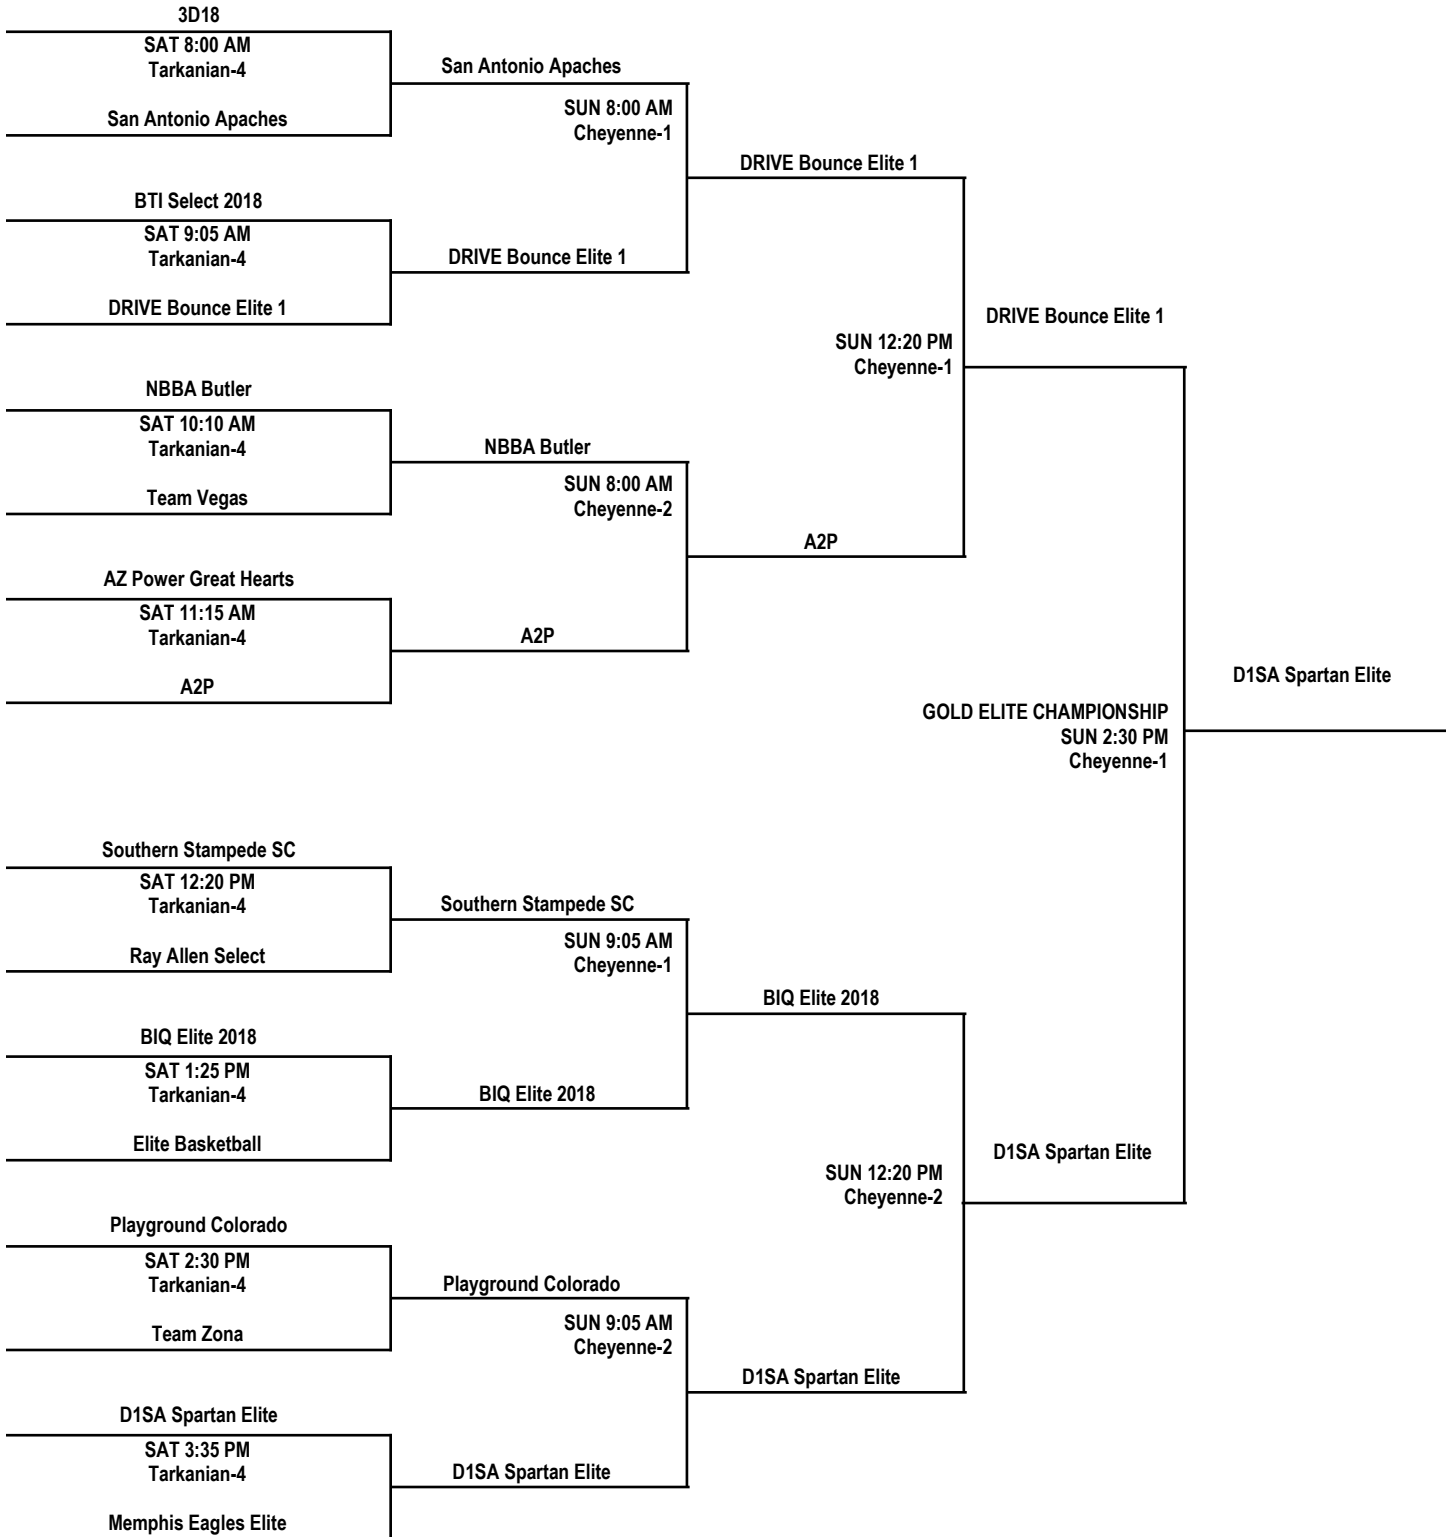 3D18
SAT 8:00 AM
Tarkanian-4
San Antonio Apaches
San Antonio Apaches
SUN 8:00 AM
Cheyenne-1
DRIVE Bounce Elite 1
BTI Select 2018
SAT 9:05 AM
Tarkanian-4
DRIVE Bounce Elite 1
DRIVE Bounce Elite 1
DRIVE Bounce Elite 1
SUN 12:20 PM
Cheyenne-1
NBBA Butler
SAT 10:10 AM
Tarkanian-4
NBBA Butler
Team Vegas
SUN 8:00 AM
Cheyenne-2
A2P
AZ Power Great Hearts
SAT 11:15 AM
Tarkanian-4
A2P
A2P
D1SA Spartan Elite
GOLD ELITE CHAMPIONSHIP
SUN 2:30 PM
Cheyenne-1
Southern Stampede SC
SAT 12:20 PM
Tarkanian-4
Southern Stampede SC
Ray Allen Select
SUN 9:05 AM
Cheyenne-1
BIQ Elite 2018
BIQ Elite 2018
SAT 1:25 PM
Tarkanian-4
BIQ Elite 2018
Elite Basketball
D1SA Spartan Elite
SUN 12:20 PM
Cheyenne-2
Playground Colorado
SAT 2:30 PM
Tarkanian-4
Playground Colorado
Team Zona
SUN 9:05 AM
Cheyenne-2
D1SA Spartan Elite
D1SA Spartan Elite
SAT 3:35 PM
Tarkanian-4
D1SA Spartan Elite
Memphis Eagles Elite